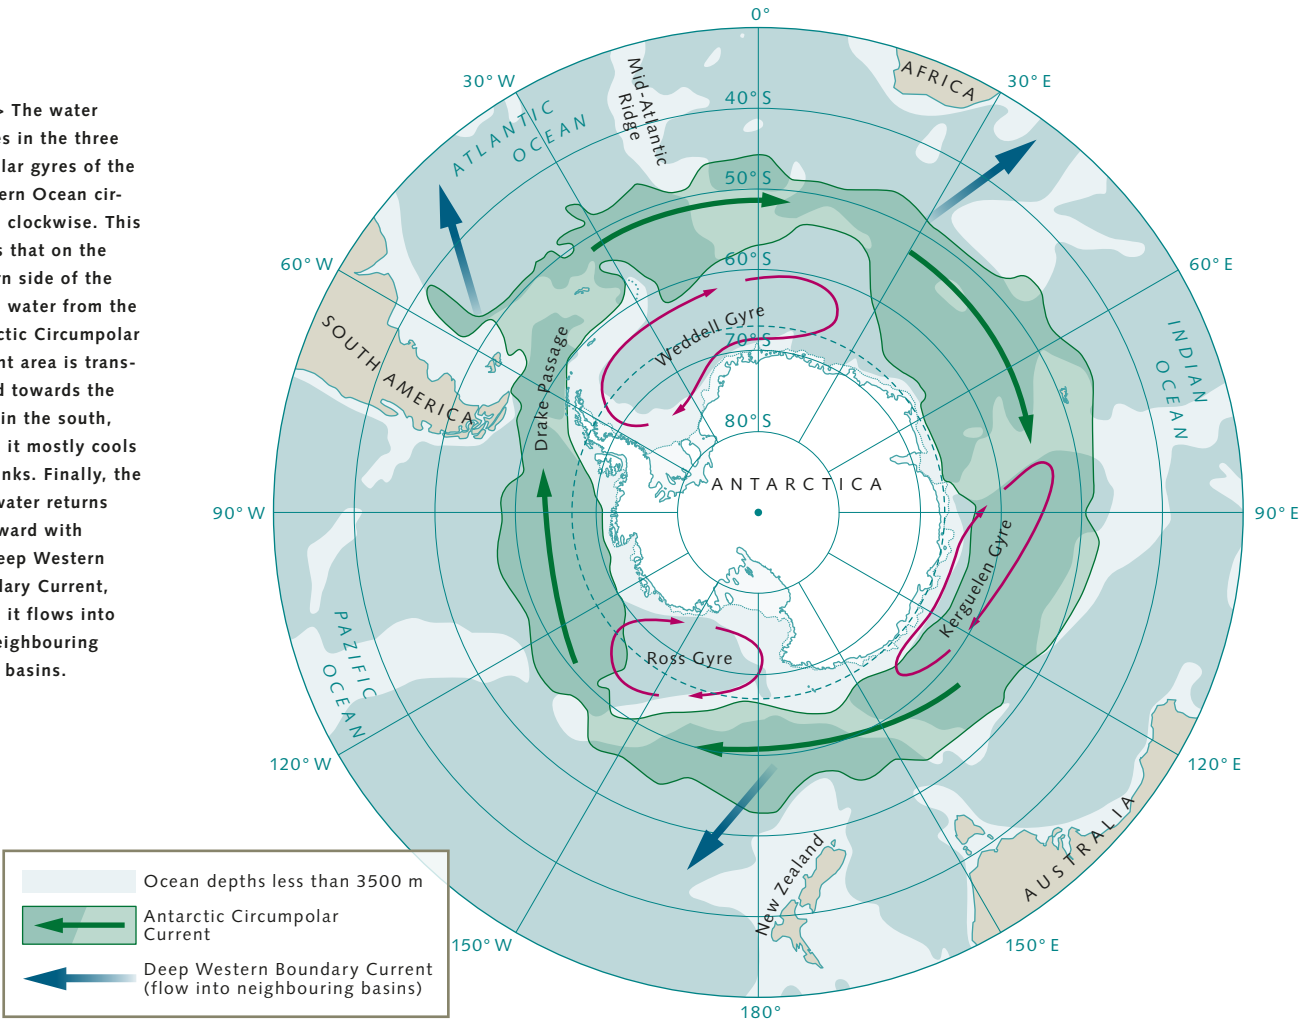 > The water
es in the three
lar gyres of the
ern Ocean cir-
clockwise. This
s that on the
rn side of the
water from the
ctic Circumpolar
nt area is trans-
d towards the
in the south,
it mostly cools
nks. Finally, the
water returns
ward with
eep Western
dary Current,
it flows into
eighbouring
basins.
0°
30° W
30° E
60° W
60° E
90° W
90° E
120° W
120° E
150° W
150° E
180°
40° S
50° S
60° S
70° S
80° S
ATLANTIC
OCEAN
Mid-Atlantic
Ridge
AFRICA
SOUTH AMERICA
Drake Passage
Weddell Gyre
INDIAN
OCEAN
ANTARCTICA
Kerguelen Gyre
Ross Gyre
PAZIFIC
OCEAN
New Zealand
AUSTRALIA
Ocean depths less than 3500 m
Antarctic Circumpolar
Current
Deep Western Boundary Current
(flow into neighbouring basins)